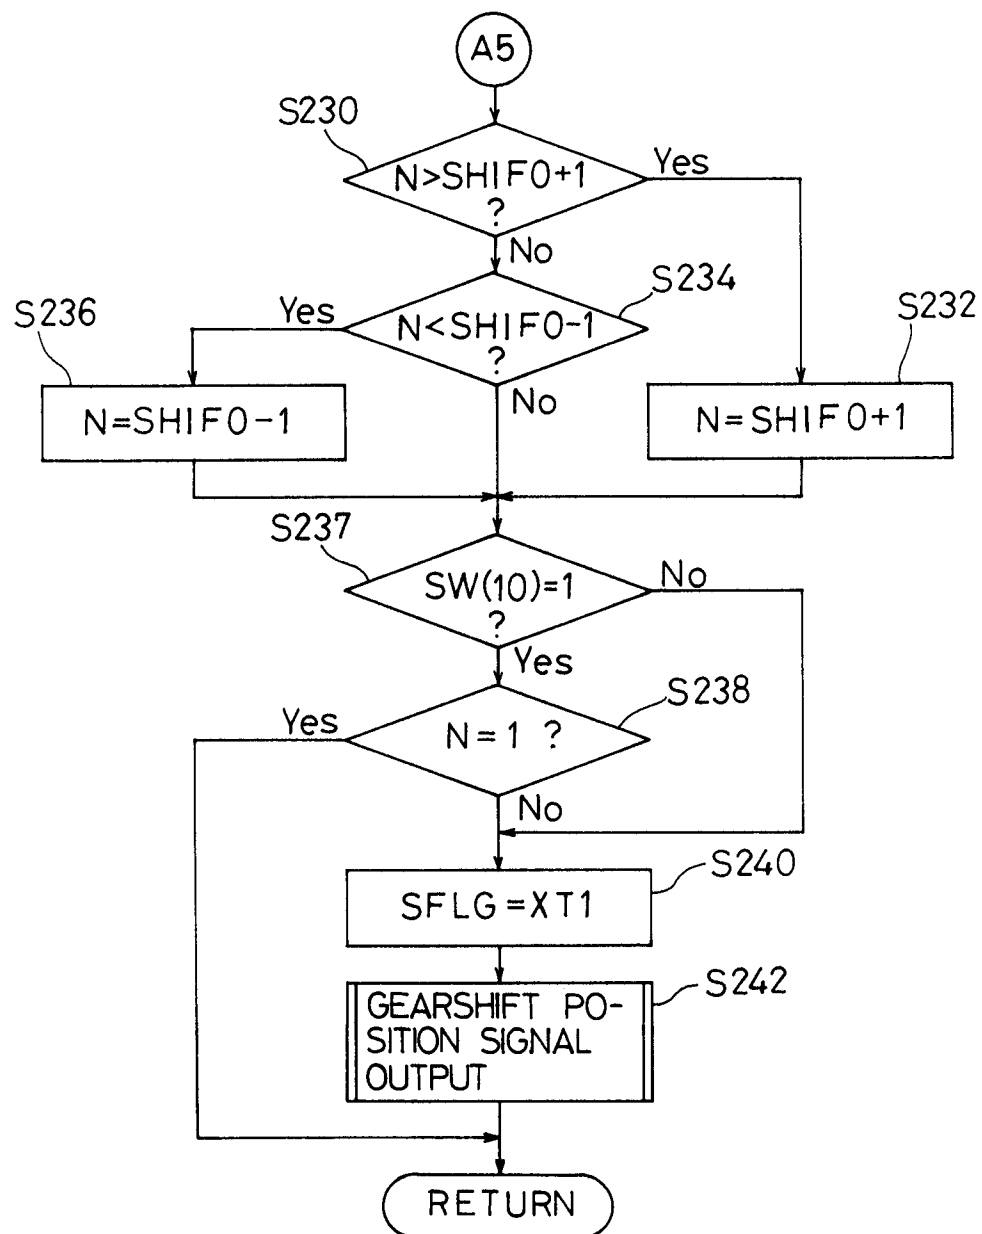 A5
S230
N>SHIF0+1
?
Yes
No
S234
S236
Yes
N<SHIF0-1
?
S232
No
N=SHIF0-1
N=SHIF0+1
S237
SW(10)=1
?
No
Yes
S238
Yes
N=1 ?
No
S240
SFLG=XT1
S242
GEARSHIFT PO-
SITION SIGNAL
OUTPUT
RETURN